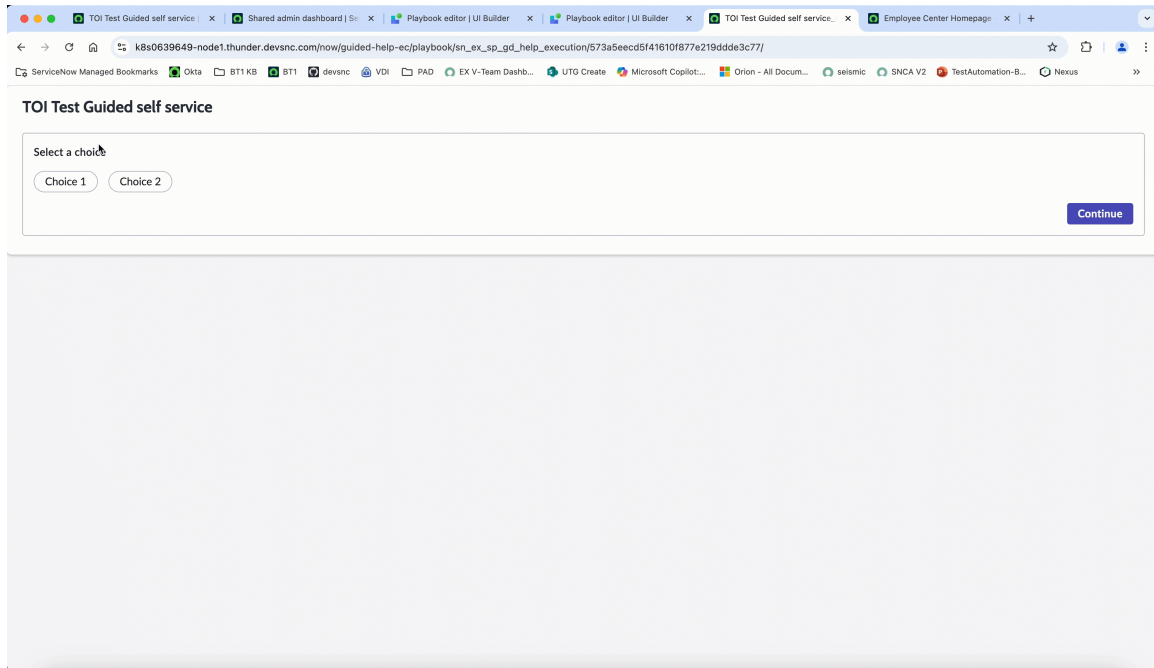 TOI Test Guided self service | Shared admin dashboard | Se Playbook editor | UI Builder Playbook editor | UI Builder TOI Test Guided self service_ Employee Center Homepage
k8s0639649-node1.thunder.devsnc.com/now/guided-help-ec/playbook/sn_ex_sp_gd_help_execution/573a5eecd5f41610f877e219ddde3c77/
ServiceNow Managed Bookmarks Okta BT1 KB BT1 devsnc VDI PAD EX V-Team Dashb... UTG Create Microsoft Copilot:... Orion - All Docum... seismic SNCA V2 TestAutomation-B... Nexus »
TOI Test Guided self service
Select a choice
Choice 1 Choice 2
Continue